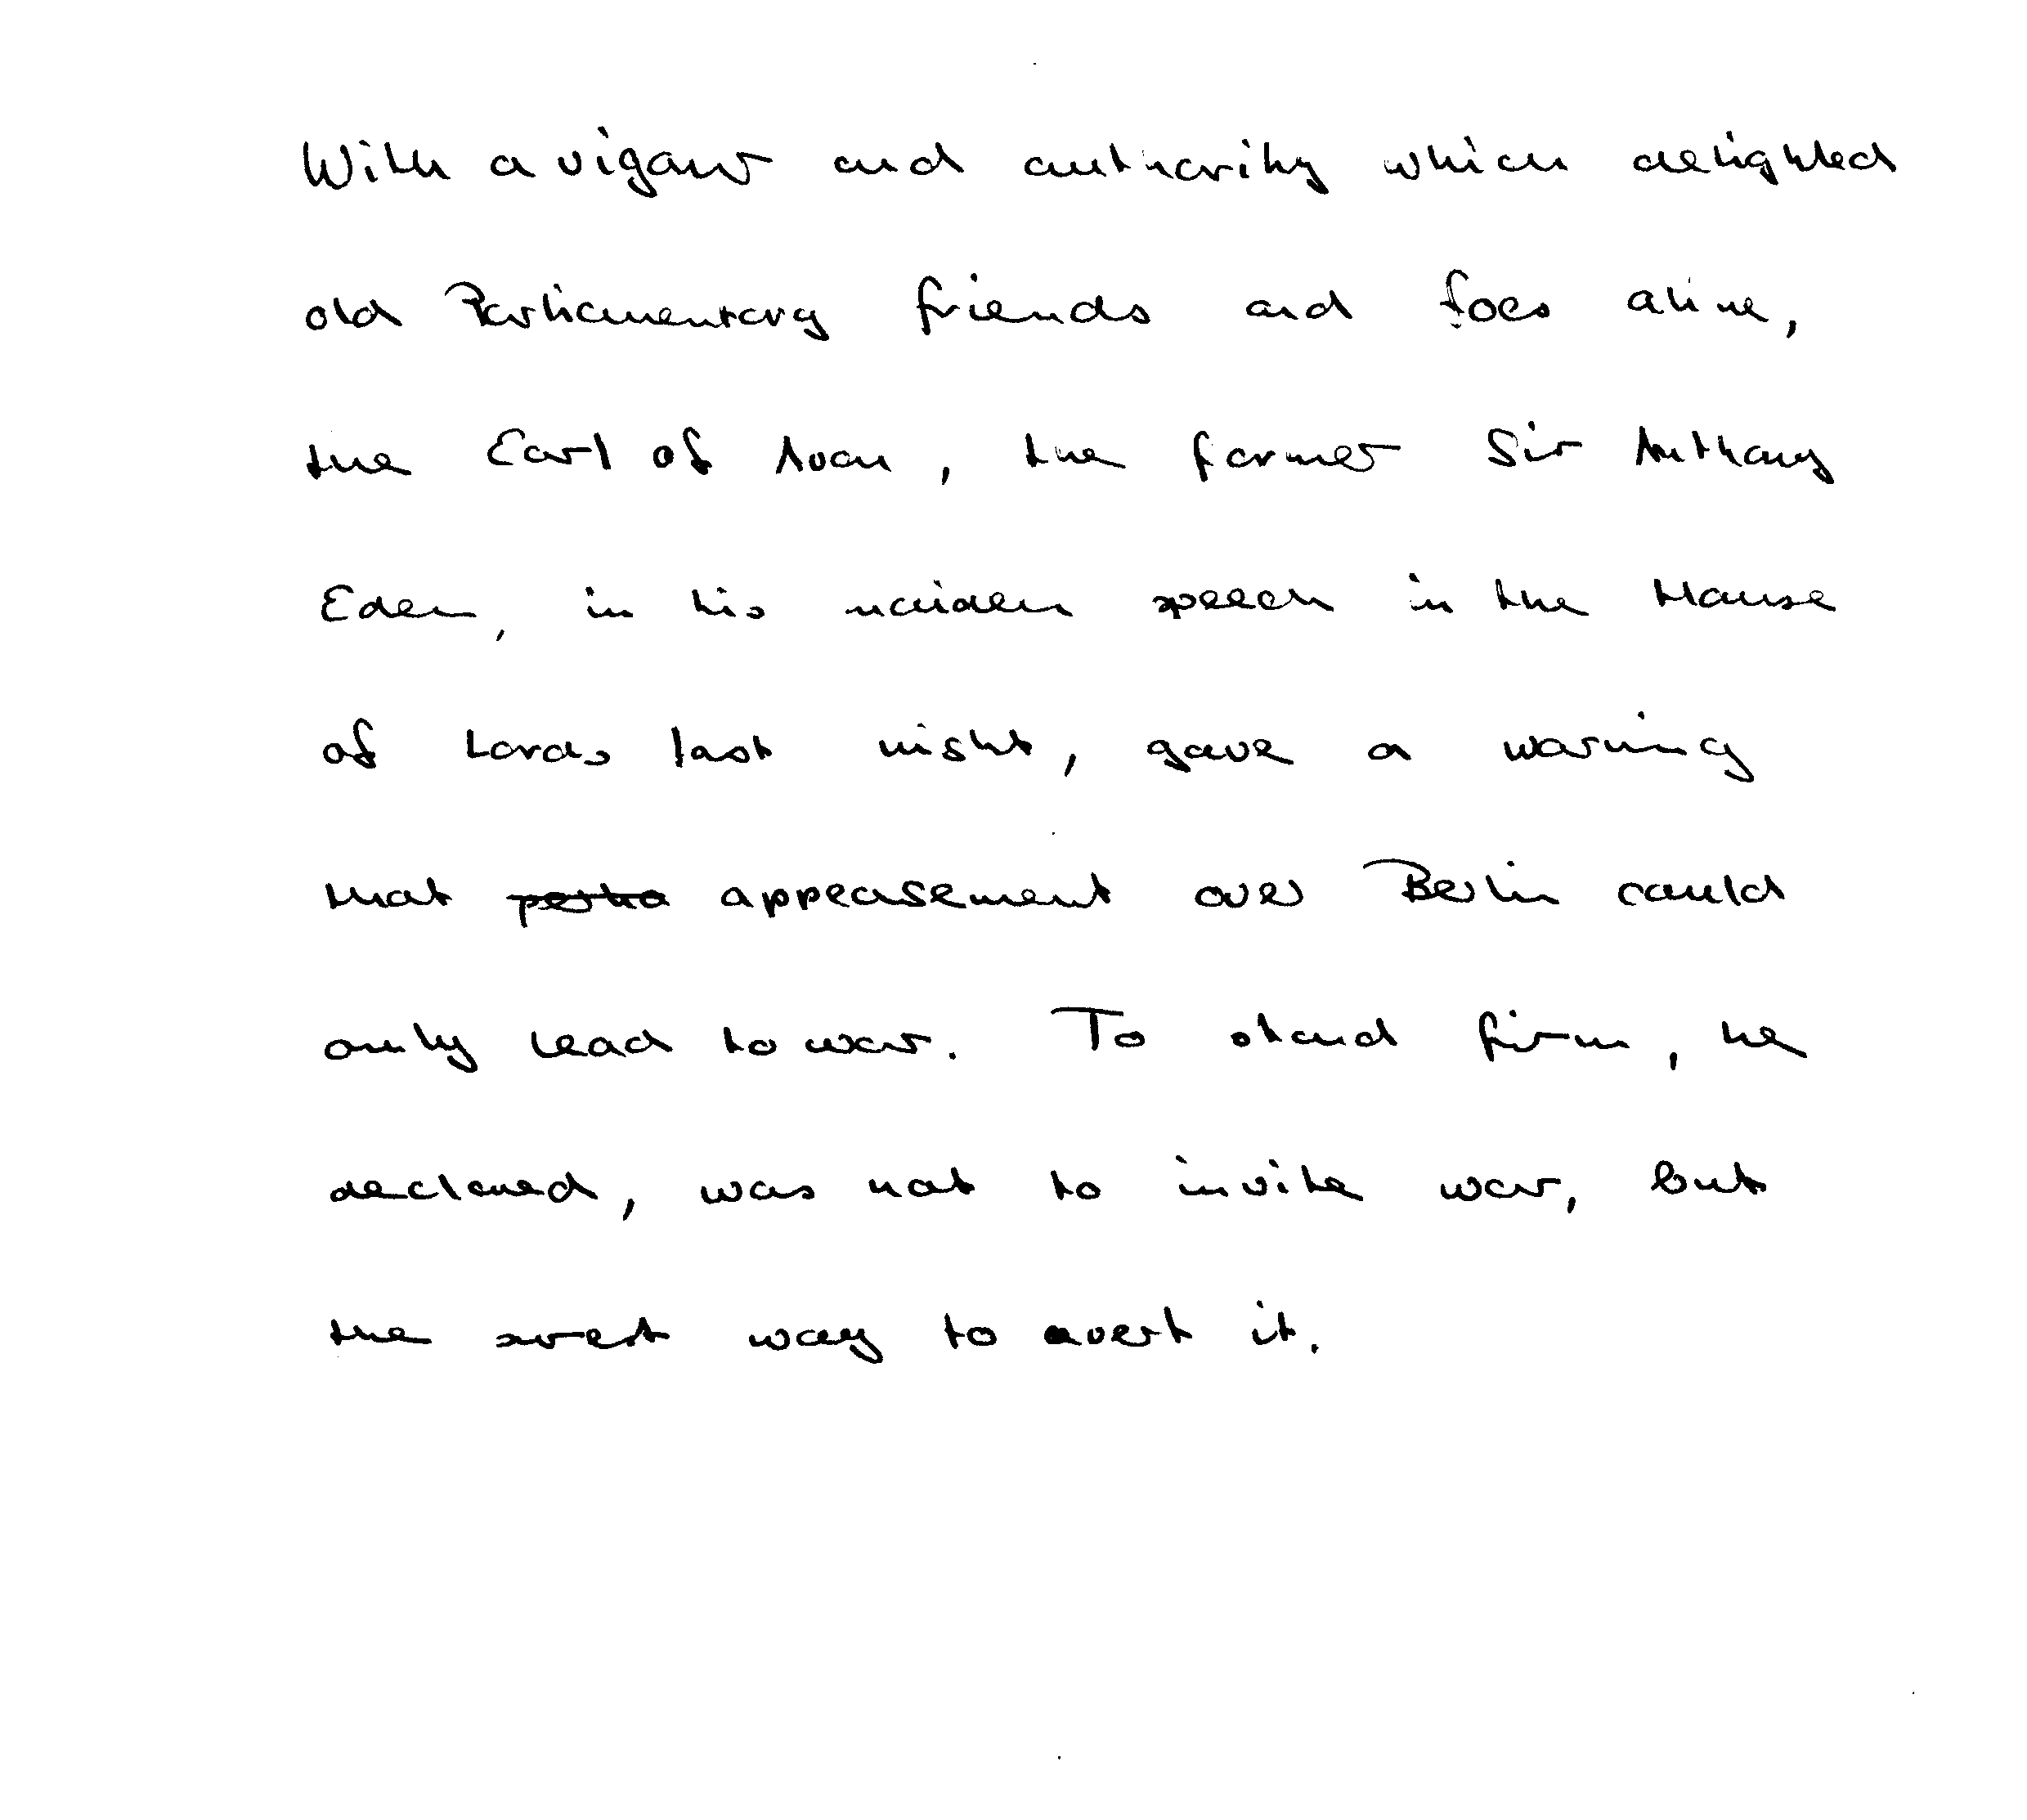 With a vigour and authority which delighted
old Parliamentary friends and foes alike,
the Earl of Avon, the former Sir Anthony
Eden, in his maiden speech in the House
of Lords last night, gave a warning
that appeasement over Berlin could
only lead to war. To stand firm, he
declared, was not to invite war, but
the surest way to avert it.